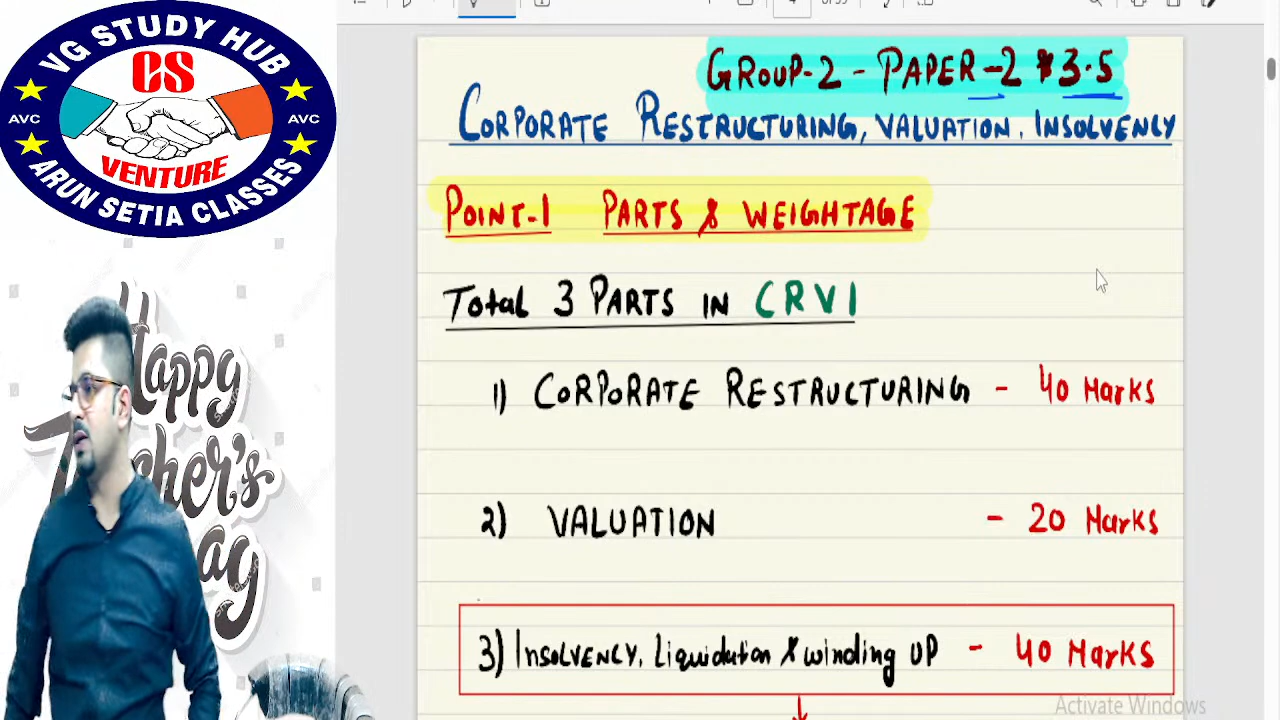 VG STUDY HUB
CS
AVC
AVC
VENTURE
ARUN SETIA CLASSES
Happy
GROUP-2 - PAPER-2 * 3.5
CORPORATE RESTRUCTURING, VALUATION. INSOLVENCY
POINT-1 PARTS & WEIGHTAGE
Total 3 PARTS IN CRVI
1) CORPORATE RESTRUCTURING - 40 Marks
2) VALUATION - 20 Marks
3) INSOLVENCY, Liquidation & winding UP - 40 Marks
Activate Windows